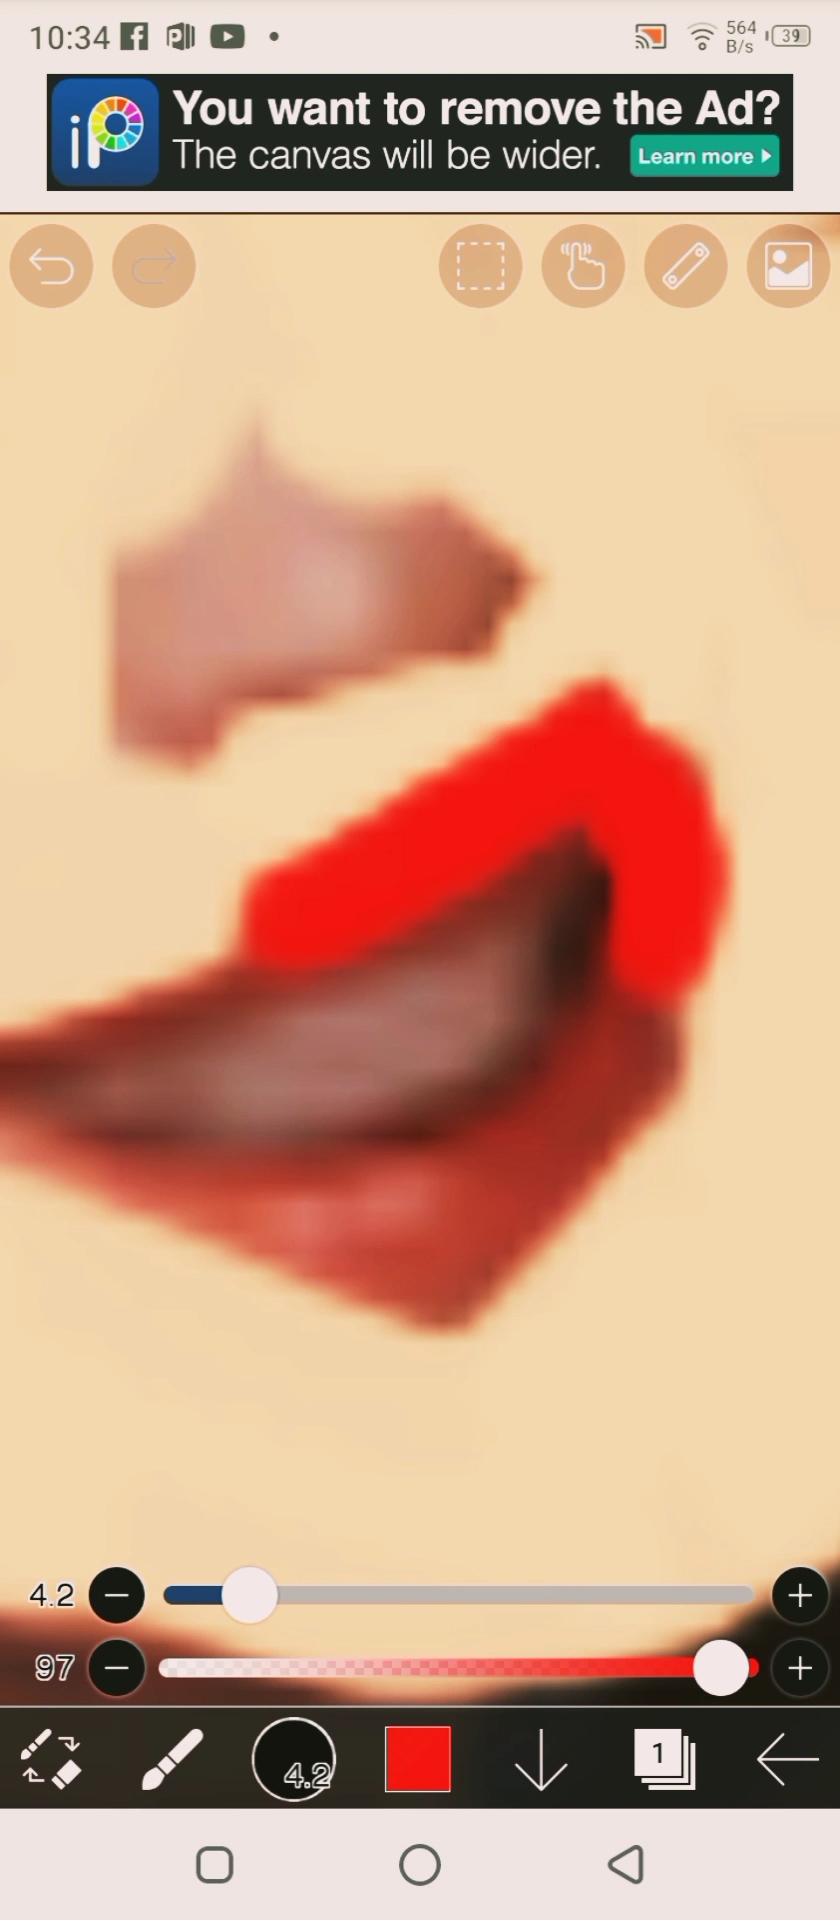 10:34
564
B/s
39
iP
You want to remove the Ad?
The canvas will be wider.
Learn more
4.2
97
4.2
1